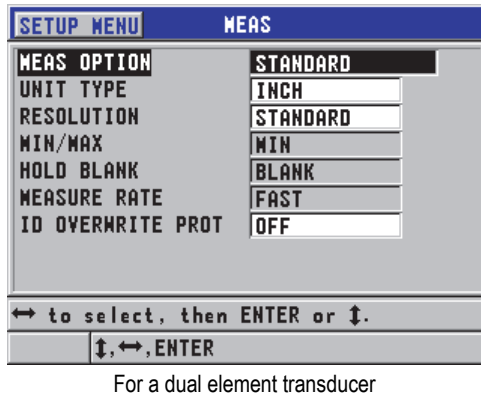 SETUP MENU MEAS
MEAS OPTION STANDARD
UNIT TYPE INCH
RESOLUTION STANDARD
MIN/MAX MIN
HOLD BLANK BLANK
MEASURE RATE FAST
ID OVERWRITE PROT OFF
↔ to select, then ENTER or ↕.
↕,↔,ENTER
For a dual element transducer